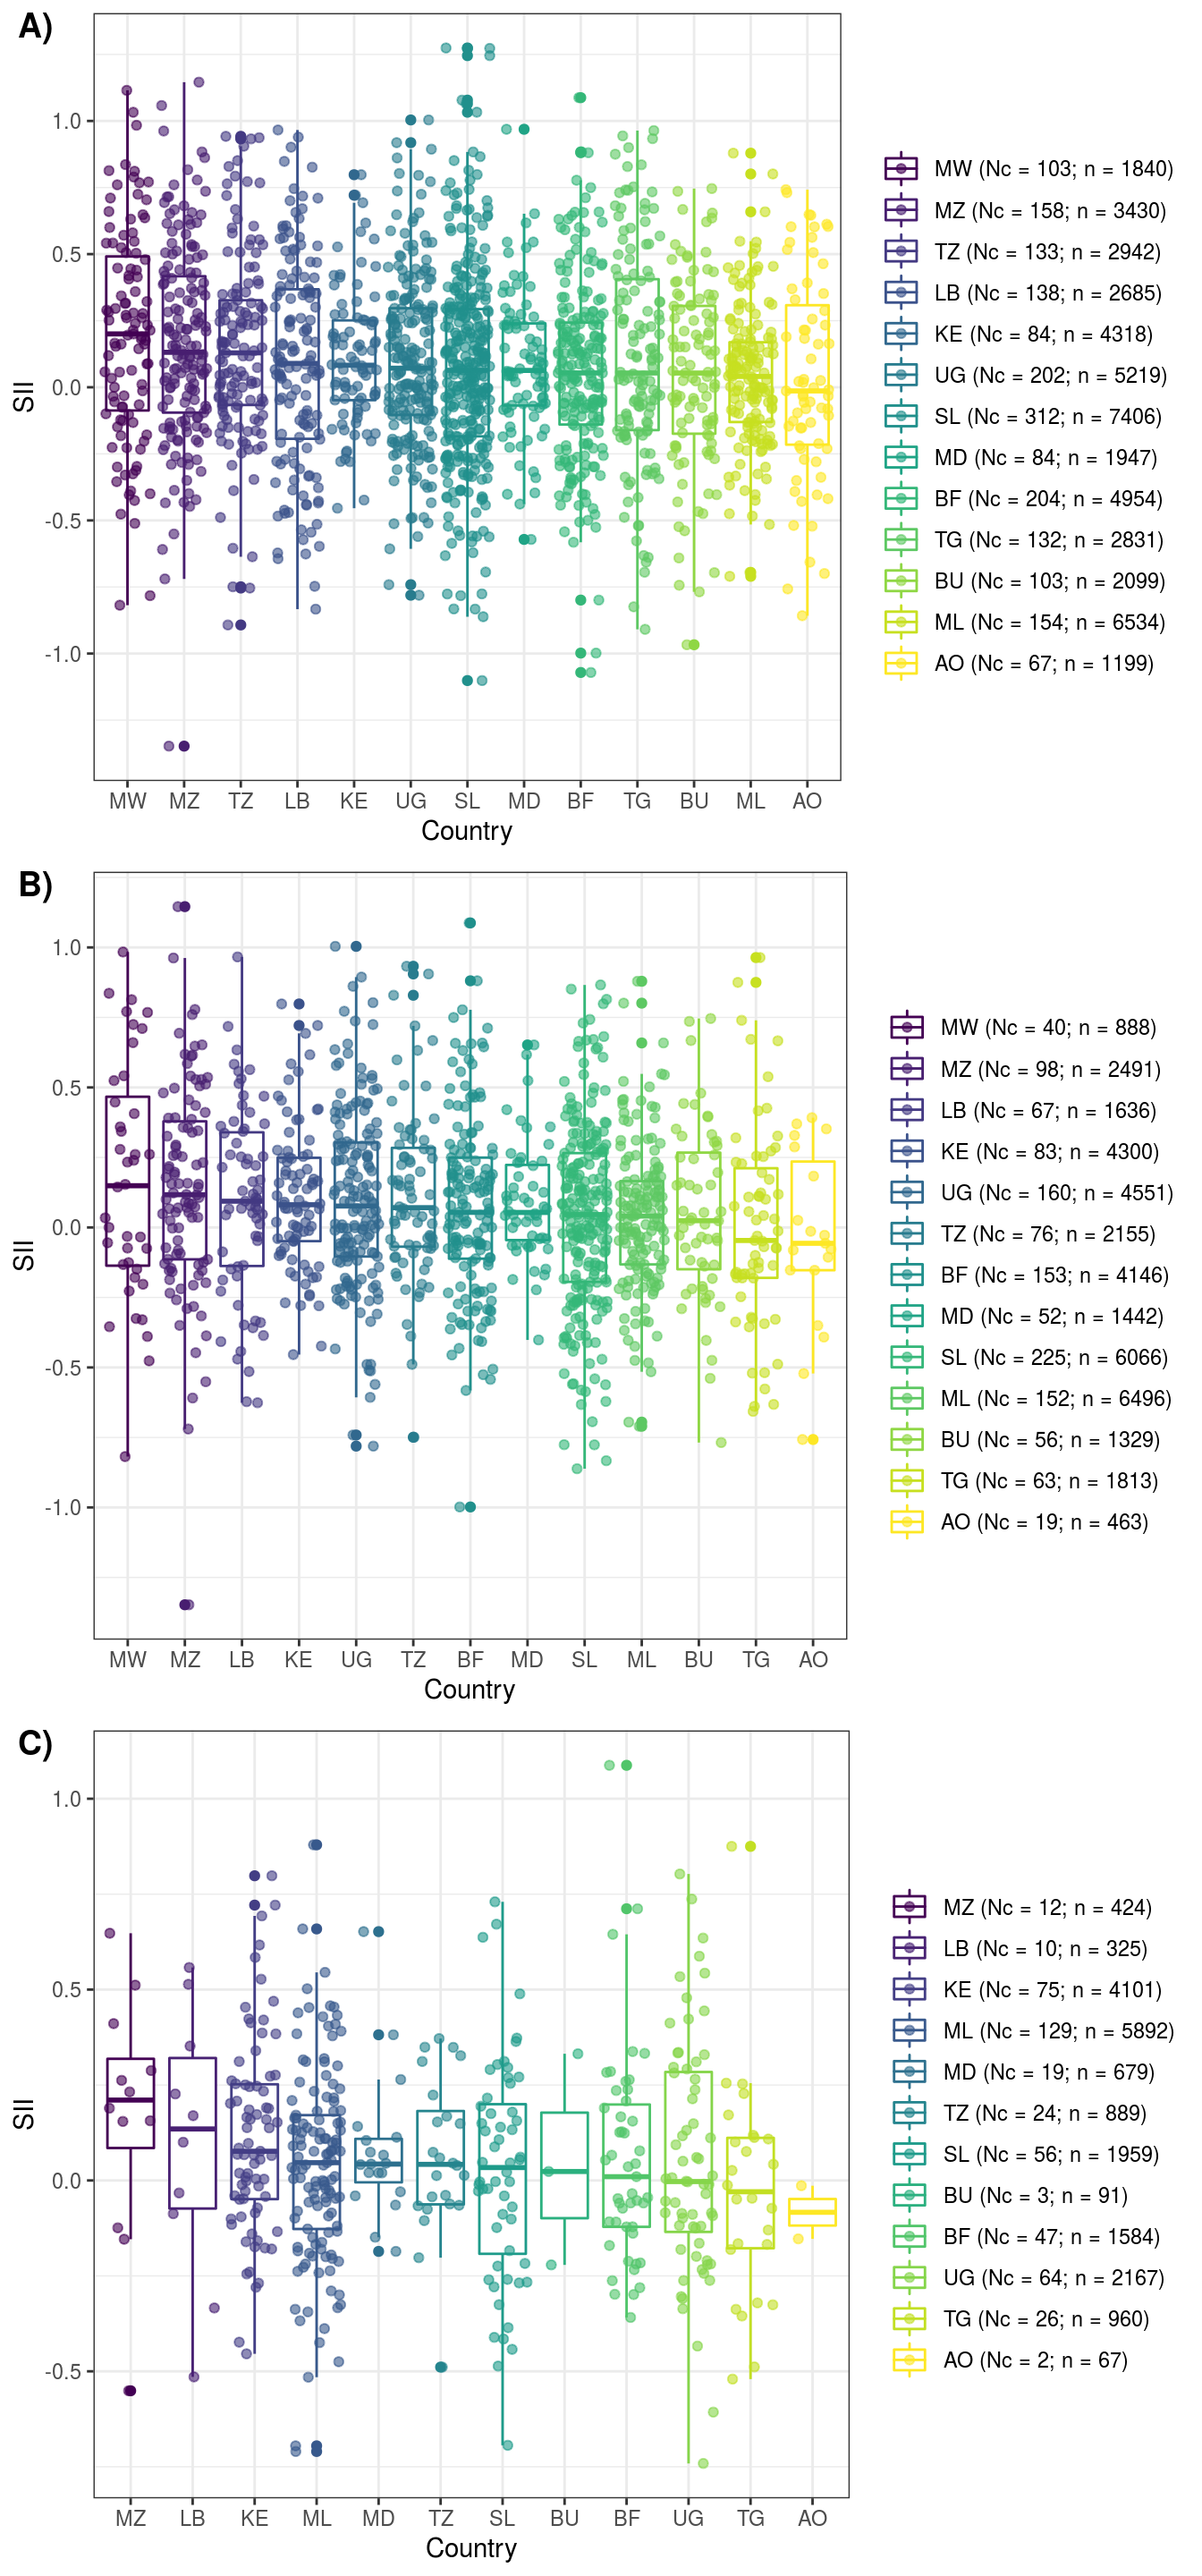 A)
1.0
0.5
0.0
-0.5
-1.0
SII
MW MZ TZ LB KE UG SL MD BF TG BU ML AO
Country
MW (Nc = 103; n = 1840)
MZ (Nc = 158; n = 3430)
TZ (Nc = 133; n = 2942)
LB (Nc = 138; n = 2685)
KE (Nc = 84; n = 4318)
UG (Nc = 202; n = 5219)
SL (Nc = 312; n = 7406)
MD (Nc = 84; n = 1947)
BF (Nc = 204; n = 4954)
TG (Nc = 132; n = 2831)
BU (Nc = 103; n = 2099)
ML (Nc = 154; n = 6534)
AO (Nc = 67; n = 1199)
B)
1.0
0.5
0.0
-0.5
-1.0
SII
MW MZ LB KE UG TZ BF MD SL ML BU TG AO
Country
MW (Nc = 40; n = 888)
MZ (Nc = 98; n = 2491)
LB (Nc = 67; n = 1636)
KE (Nc = 83; n = 4300)
UG (Nc = 160; n = 4551)
TZ (Nc = 76; n = 2155)
BF (Nc = 153; n = 4146)
MD (Nc = 52; n = 1442)
SL (Nc = 225; n = 6066)
ML (Nc = 152; n = 6496)
BU (Nc = 56; n = 1329)
TG (Nc = 63; n = 1813)
AO (Nc = 19; n = 463)
C)
1.0
0.5
0.0
-0.5
SII
MZ LB KE ML MD TZ SL BU BF UG TG AO
Country
MZ (Nc = 12; n = 424)
LB (Nc = 10; n = 325)
KE (Nc = 75; n = 4101)
ML (Nc = 129; n = 5892)
MD (Nc = 19; n = 679)
TZ (Nc = 24; n = 889)
SL (Nc = 56; n = 1959)
BU (Nc = 3; n = 91)
BF (Nc = 47; n = 1584)
UG (Nc = 64; n = 2167)
TG (Nc = 26; n = 960)
AO (Nc = 2; n = 67)